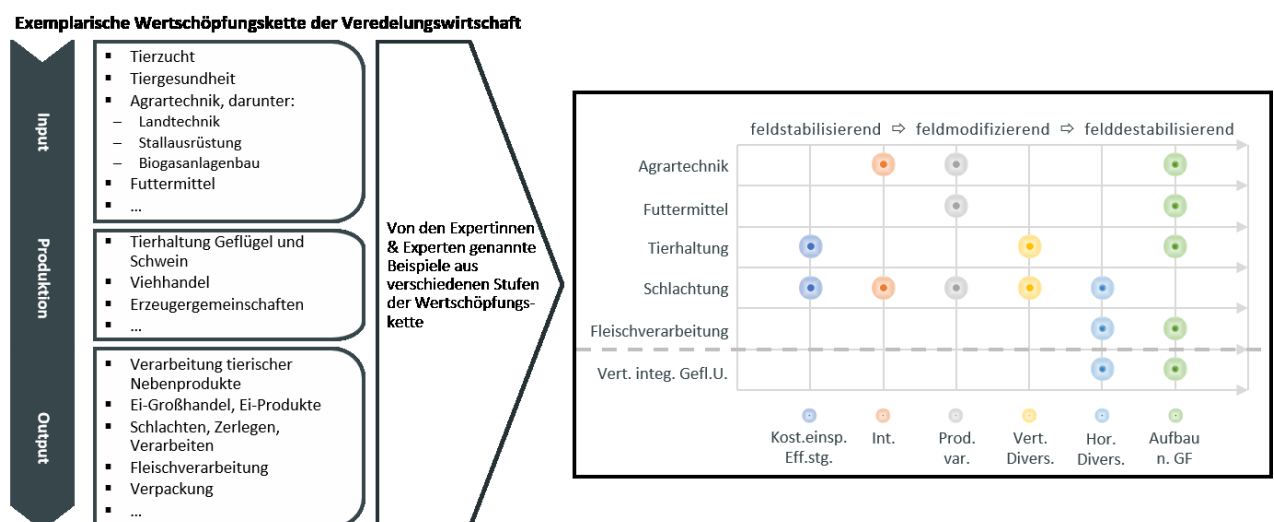 Exemplarische Wertschöpfungskette der Veredelungswirtschaft
Input
▪ Tierzucht
▪ Tiergesundheit
▪ Agrartechnik, darunter:
– Landtechnik
– Stallausrüstung
– Biogasanlagenbau
▪ Futtermittel
▪ ...
Produktion
▪ Tierhaltung Geflügel und
Schwein
▪ Viehhandel
▪ Erzeugergemeinschaften
▪ ...
Output
▪ Verarbeitung tierischer
Nebenprodukte
▪ Ei-Großhandel, Ei-Produkte
▪ Schlachten, Zerlegen,
Verarbeiten
▪ Fleischverarbeitung
▪ Verpackung
▪ ...
Von den Expertinnen
& Experten genannte
Beispiele aus
verschiedenen Stufen
der Wertschöpfungs-
kette
feldstabilisierend ⇨ feldmodifizierend ⇨ felddestabilisierend
Agrartechnik
Futtermittel
Tierhaltung
Schlachtung
Fleischverarbeitung
Vert. integ. Gefl.U.
Kost.einsp.
Eff.stg.
Int.
Prod.
var.
Vert.
Divers.
Hor.
Divers.
Aufbau
n. GF